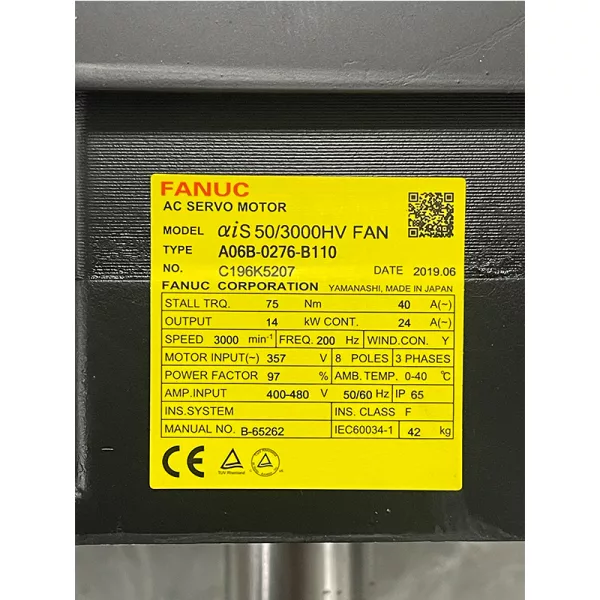 FANUC
AC SERVO MOTOR
MODEL αiS 50/3000HV FAN
TYPE A06B-0276-B110
NO. C196K5207 DATE 2019.06
FANUC CORPORATION YAMANASHI, MADE IN JAPAN
STALL TRQ. 75 Nm 40 A(~)
OUTPUT 14 kW CONT. 24 A(~)
SPEED 3000 min⁻¹ FREQ. 200 Hz WIND.CON. Y
MOTOR INPUT(~) 357 V 8 POLES 3 PHASES
POWER FACTOR 97 % AMB.TEMP. 0-40 ℃
AMP.INPUT 400-480 V 50/60 Hz IP 65
INS.SYSTEM INS. CLASS F
MANUAL NO. B-65262 IEC60034-1 42 kg
CE